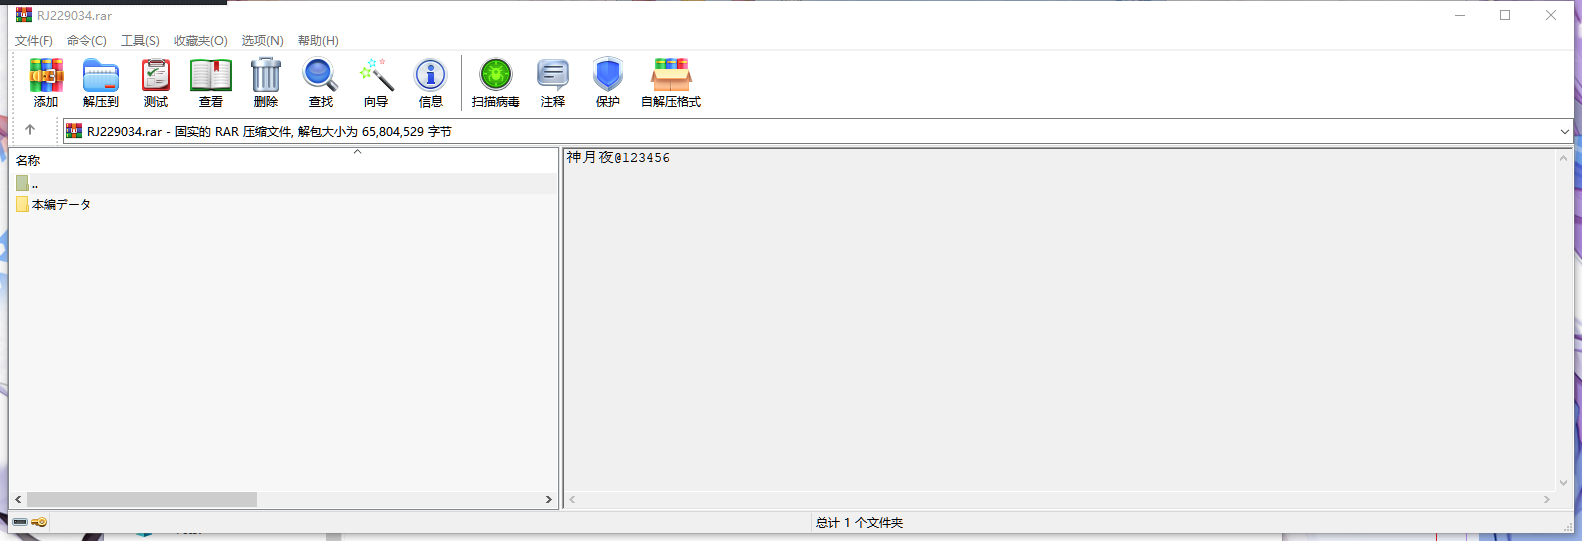 RJ229034.rar
文件(F) 命令(C) 工具(S) 收藏夹(O) 选项(N) 帮助(H)
添加 解压到 测试 查看 删除 查找 向导 信息 扫描病毒 注释 保护 自解压格式
RJ229034.rar - 固实的 RAR 压缩文件, 解包大小为 65,804,529 字节
名称
..
本编データ
神月夜@123456
总计 1 个文件夹